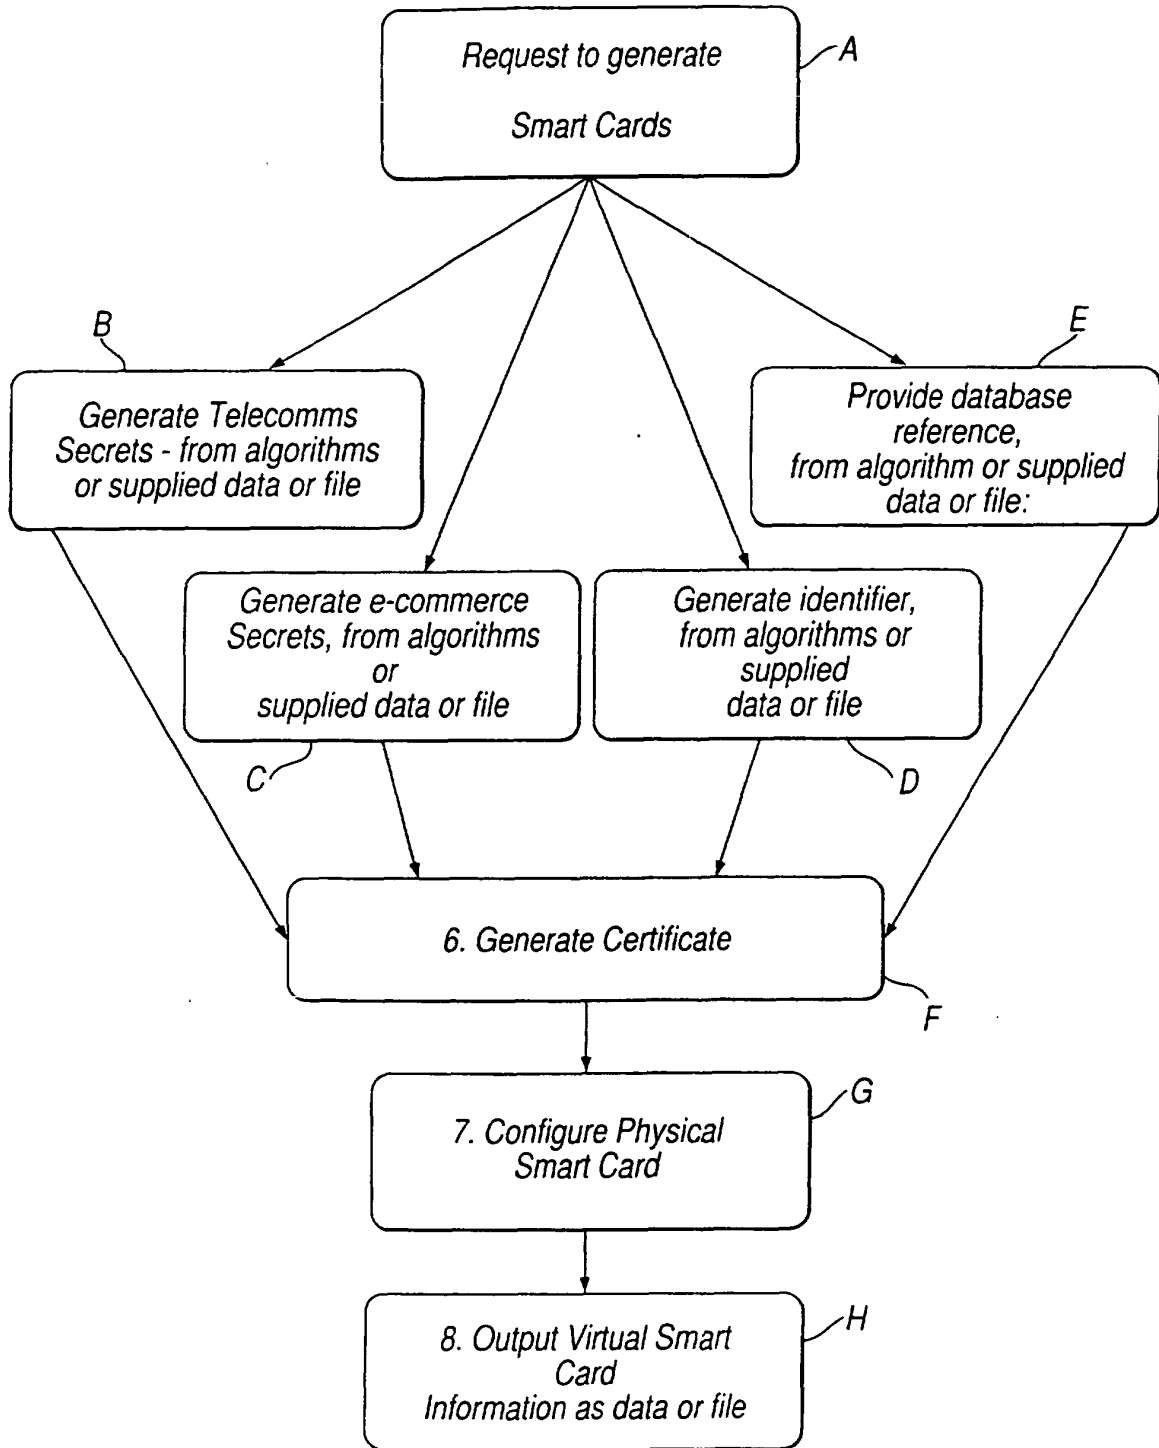 Request to generate
Smart Cards
A
B
Generate Telecomms
Secrets - from algorithms
or supplied data or file
E
Provide database
reference,
from algorithm or supplied
data or file:
Generate e-commerce
Secrets, from algorithms
or
supplied data or file
C
Generate identifier,
from algorithms or
supplied
data or file
D
6. Generate Certificate
F
7. Configure Physical
Smart Card
G
8. Output Virtual Smart
Card
Information as data or file
H